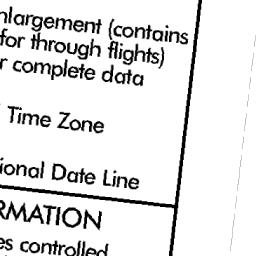 nlargement (contains
for through flights)
r complete data
Time Zone
ional Date Line
RMATION
es controlled